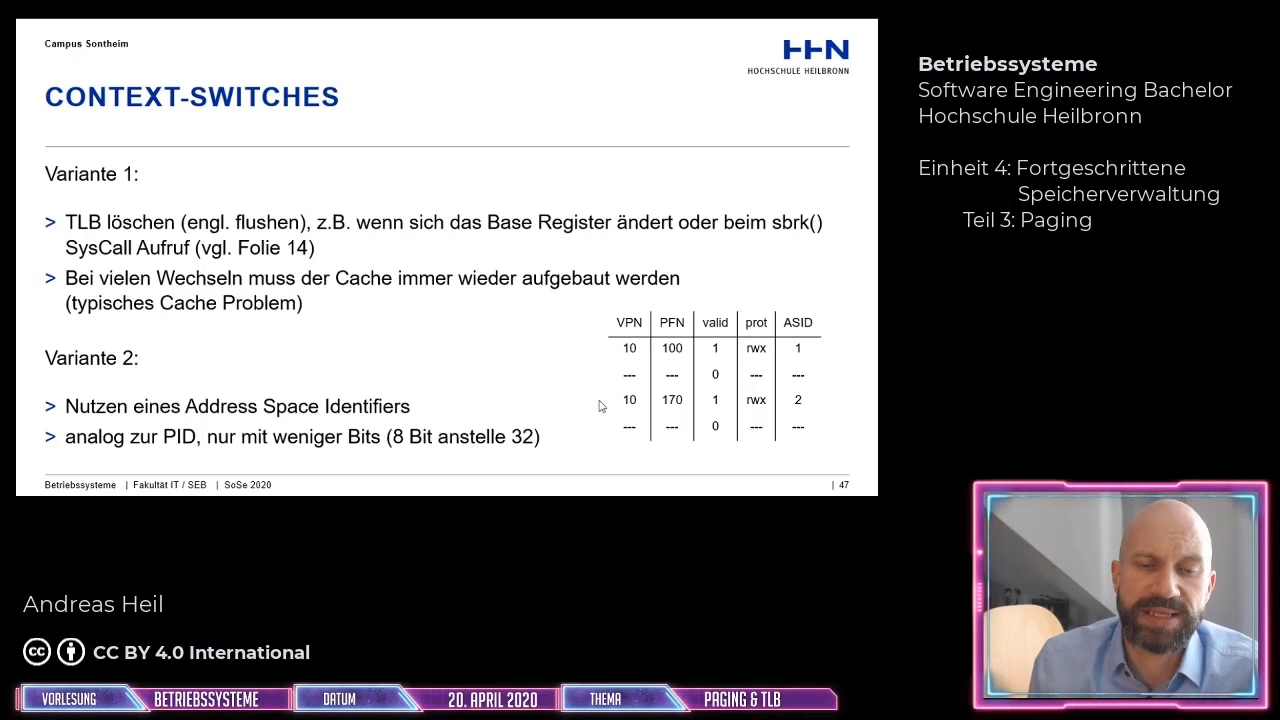 Campus Sontheim
HHN
HOCHSCHULE HEILBRONN
CONTEXT-SWITCHES
Variante 1:
> TLB löschen (engl. flushen), z.B. wenn sich das Base Register ändert oder beim sbrk()
SysCall Aufruf (vgl. Folie 14)
> Bei vielen Wechseln muss der Cache immer wieder aufgebaut werden
(typisches Cache Problem)
Variante 2:
> Nutzen eines Address Space Identifiers
> analog zur PID, nur mit weniger Bits (8 Bit anstelle 32)
VPN PFN valid prot ASID
10 100 1 rwx 1
--- --- 0 --- ---
10 170 1 rwx 2
--- --- 0 --- ---
Betriebssysteme | Fakultät IT / SEB | SoSe 2020 | 47
Betriebssysteme
Software Engineering Bachelor
Hochschule Heilbronn
Einheit 4: Fortgeschrittene
Speicherverwaltung
Teil 3: Paging
Andreas Heil
cc CC BY 4.0 International
VORLESUNG BETRIEBSSYSTEME DATUM 20. APRIL 2020 THEMA PAGING & TLB